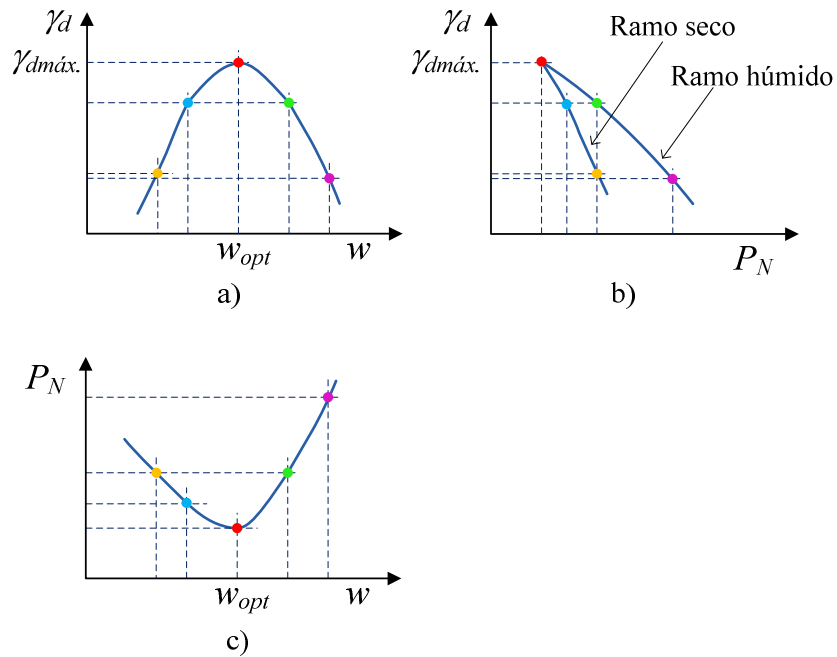 γd
γdmáx.
wopt
w
a)
γd
γdmáx.
Ramo seco
Ramo húmido
PN
b)
PN
wopt
w
c)